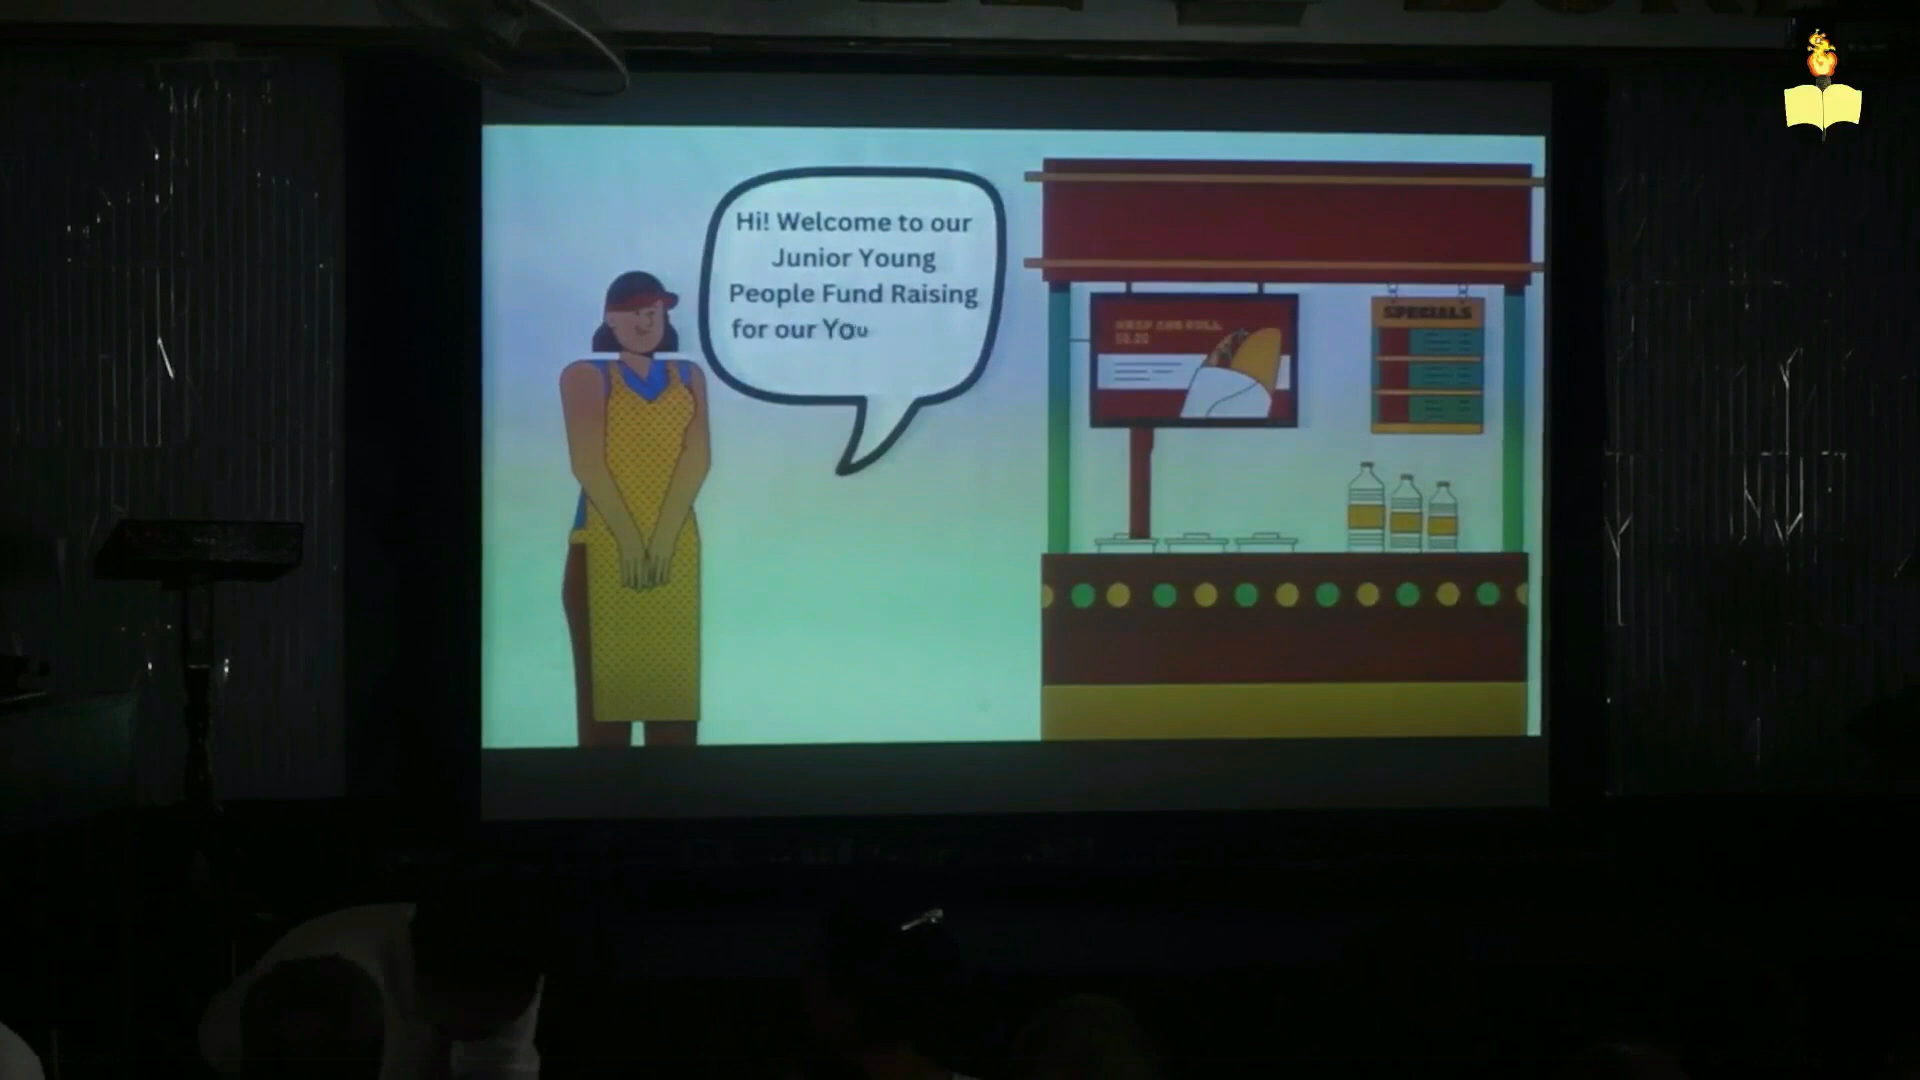 Hi! Welcome to our
Junior Young
People Fund Raising
for our You
SPECIALS